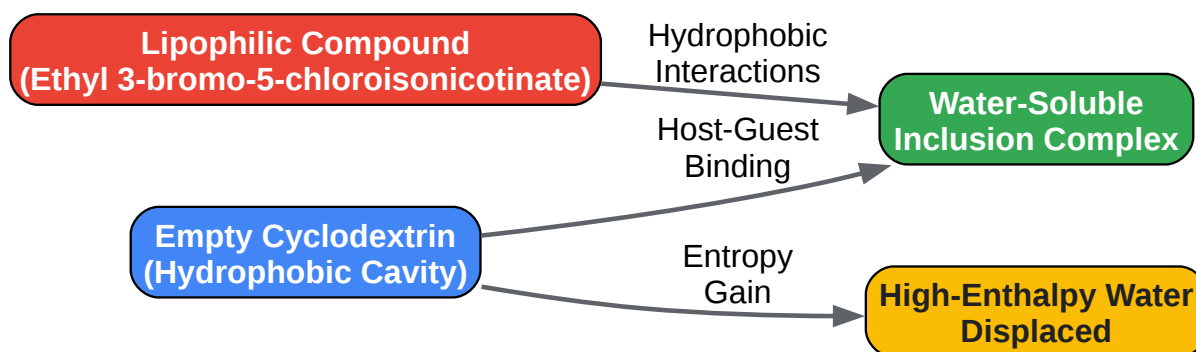 Lipophilic Compound
(Ethyl 3-bromo-5-chloroisonicotinate)
Hydrophobic
Interactions
Water-Soluble
Inclusion Complex
Host-Guest
Binding
Empty Cyclodextrin
(Hydrophobic Cavity)
Entropy
Gain
High-Enthalpy Water
Displaced